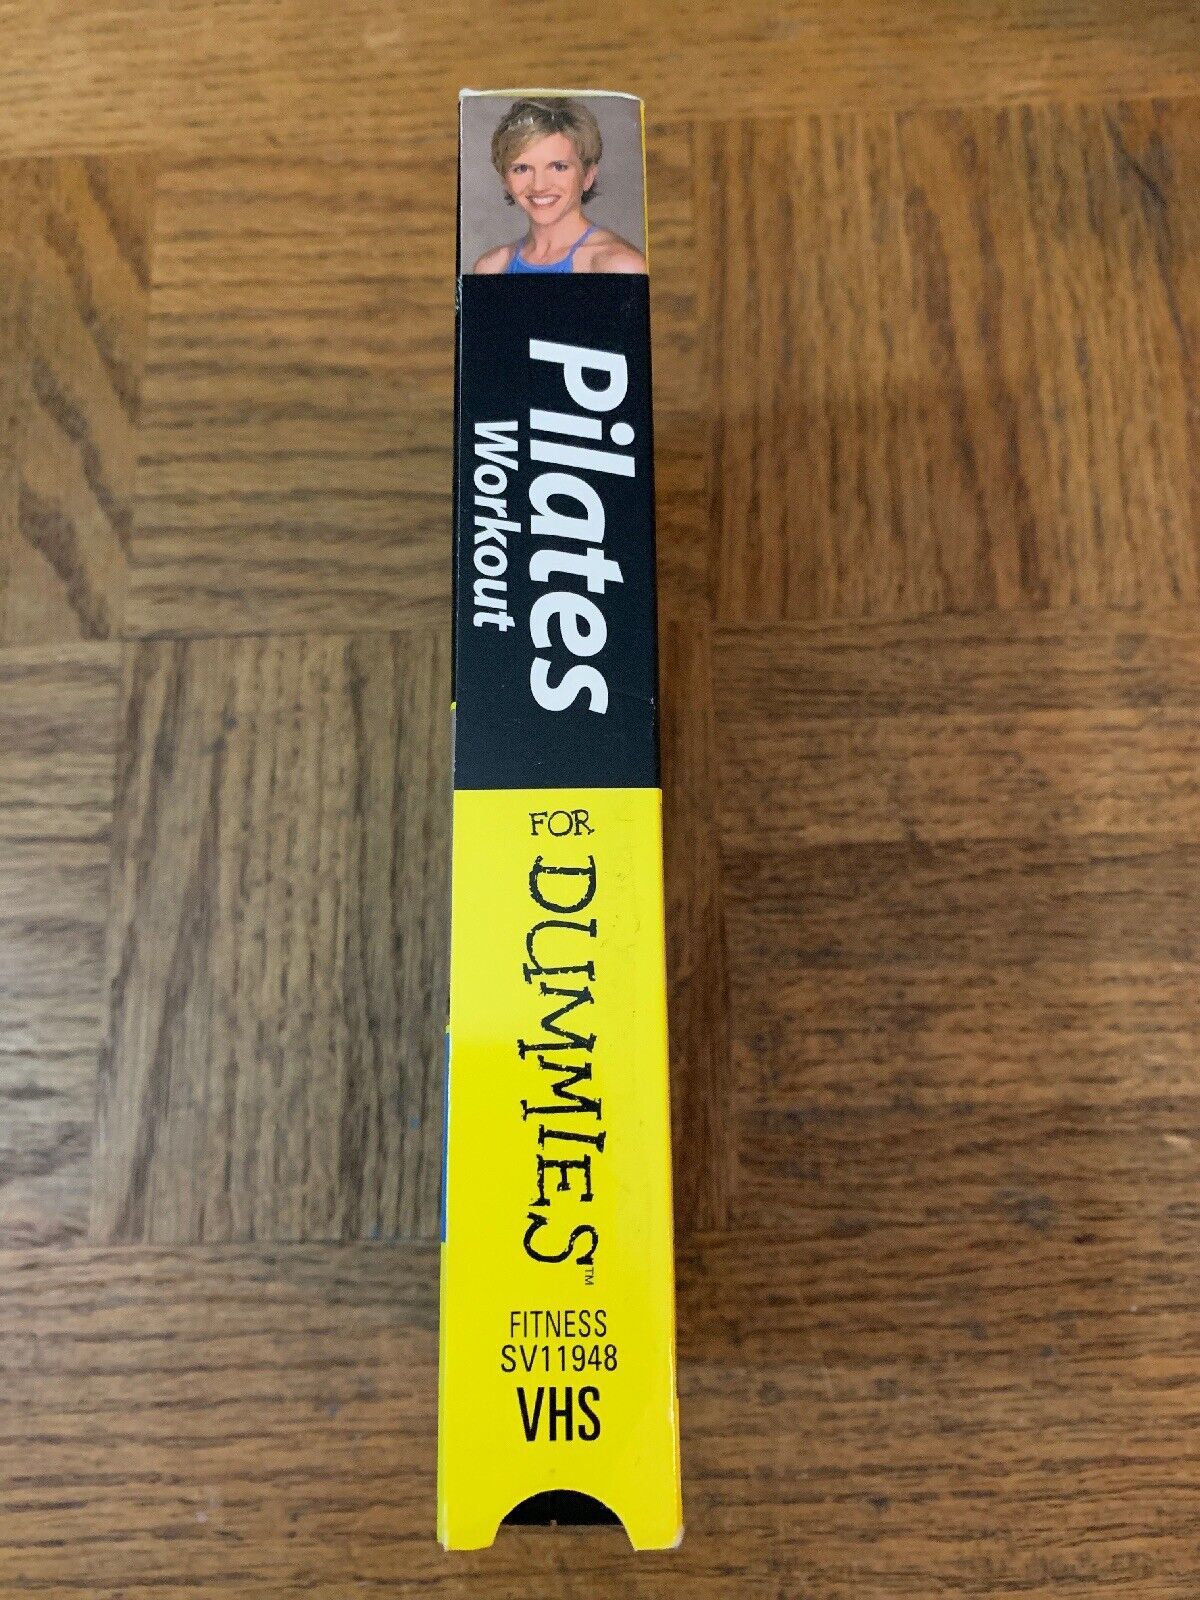 Pilates
Workout
FOR
DUMMIES™
FITNESS
SV11948
VHS